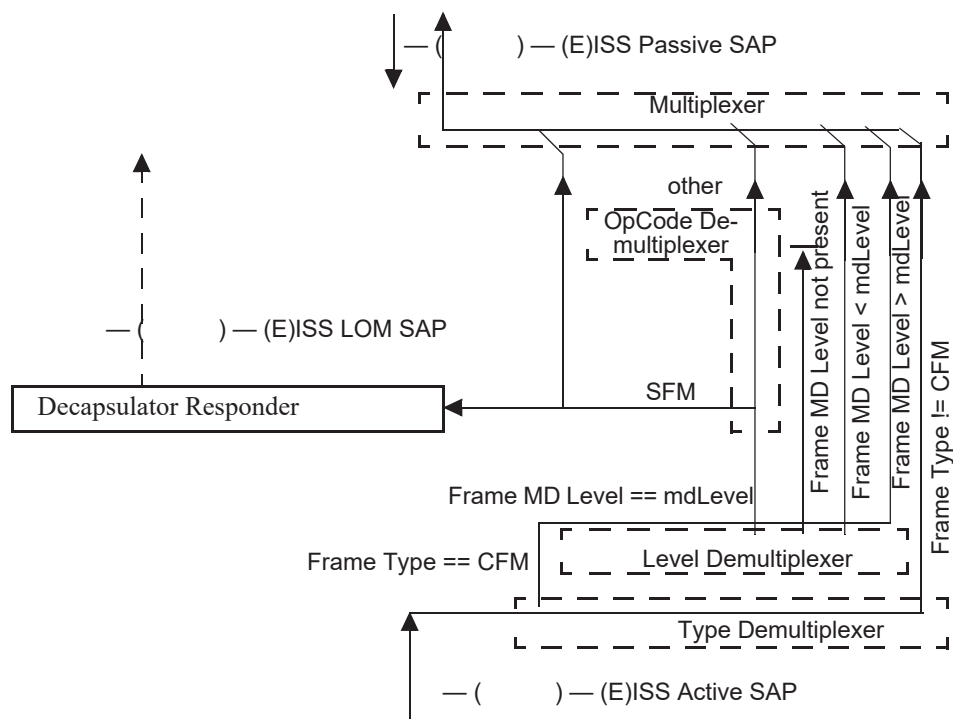 — ( ) — (E)ISS Passive SAP
Multiplexer
other
OpCode De-
multiplexer
Frame MD Level not present
Frame MD Level < mdLevel
Frame MD Level > mdLevel
Frame Type != CFM
— ( ) — (E)ISS LOM SAP
Decapsulator Responder
SFM
Frame MD Level == mdLevel
Frame Type == CFM
Level Demultiplexer
Type Demultiplexer
— ( ) — (E)ISS Active SAP